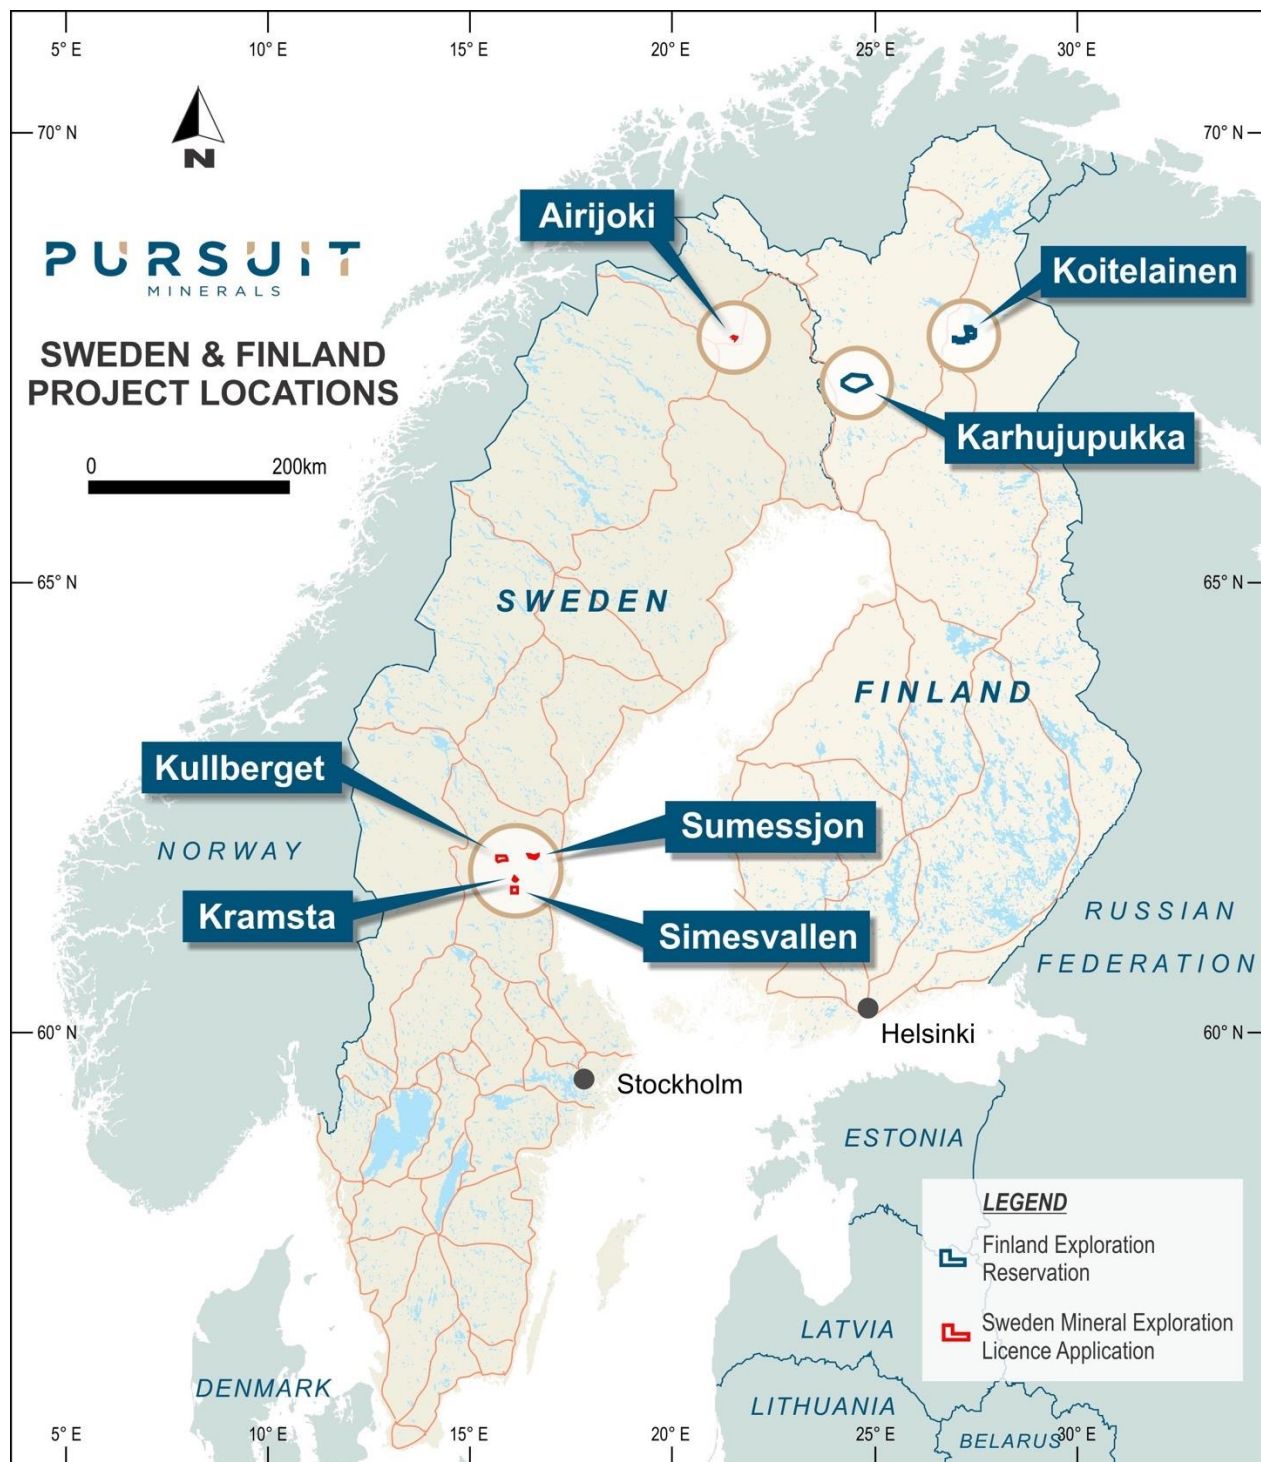 5° E
10° E
15° E
20° E
25° E
30° E
70° N
70° N
N
PURSUIT
MINERALS
SWEDEN & FINLAND
PROJECT LOCATIONS
0
200km
Airijoki
Koitelainen
Karhujupukka
65° N
65° N
SWEDEN
FINLAND
Kullberget
Sumessjon
NORWAY
Kramsta
Simesvallen
RUSSIAN
FEDERATION
60° N
60° N
Helsinki
Stockholm
ESTONIA
LEGEND
Finland Exploration
Reservation
Sweden Mineral Exploration
Licence Application
LATVIA
DENMARK
LITHUANIA
BELARUS
5° E
10° E
15° E
20° E
25° E
30° E